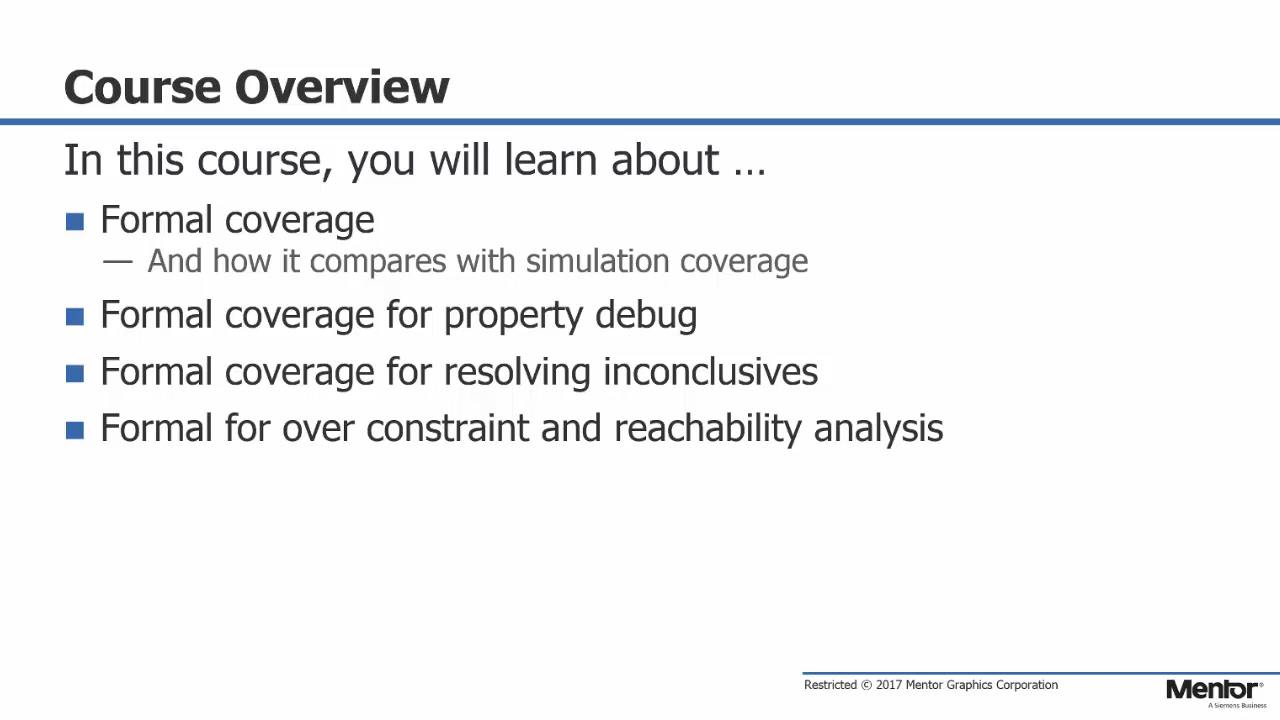 Course Overview
In this course, you will learn about ...
Formal coverage
— And how it compares with simulation coverage
Formal coverage for property debug
Formal coverage for resolving inconclusives
Formal for over constraint and reachability analysis
Restricted © 2017 Mentor Graphics Corporation
Mentor®
A Siemens Business